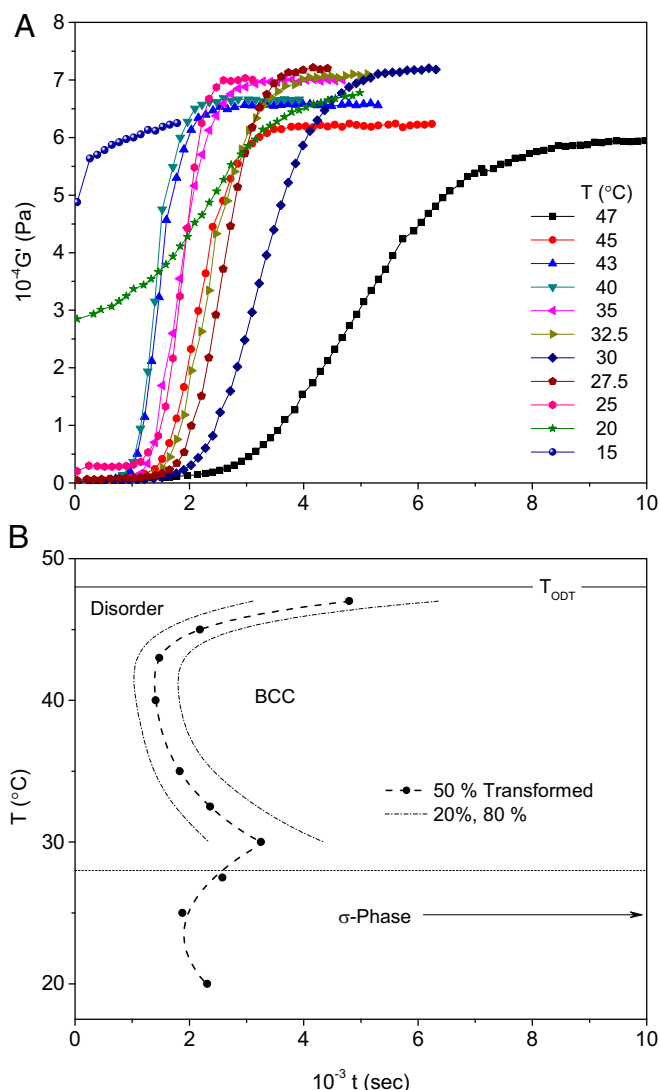 A
10⁻⁴G' (Pa)
8
7
6
5
4
3
2
1
0
0 2 4 6 8 10
T (°C)
47
45
43
40
35
32.5
30
27.5
25
20
15
B
T (°C)
50
40
30
20
T_ODT
Disorder
BCC
50 % Transformed
20%, 80 %
σ-Phase
0 2 4 6 8 10
10⁻³ t (sec)